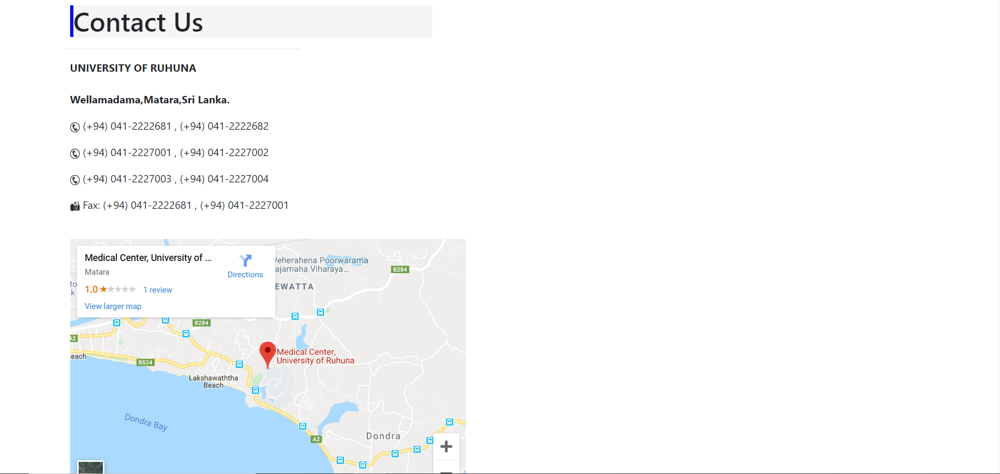 Contact Us
UNIVERSITY OF RUHUNA
Wellamadama,Matara,Sri Lanka.
(+94) 041-2222681 , (+94) 041-2222682
(+94) 041-2227001 , (+94) 041-2227002
(+94) 041-2227003 , (+94) 041-2227004
Fax: (+94) 041-2222681 , (+94) 041-2227001
Medical Center, University of ...
Matara
Directions
1.0
1 review
View larger map
eherahena Poorwarama
ajamaha Viharaya...
B284
EWATTA
to
k
B284
A2
each
B524
Medical Center,
University of Ruhuna
Lakshawaththa
Beach
Dondra Bay
A2
Dondra
+